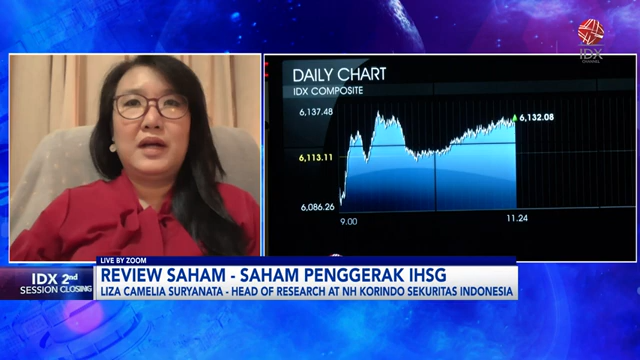 IDX
CHANNEL
DAILY CHART
IDX COMPOSITE
6,137.48
6,132.08
6,113.11
6,086.26
9.00
11.24
LIVE BY ZOOM
IDX 2nd
SESSION CLOSING
REVIEW SAHAM - SAHAM PENGGERAK IHSG
LIZA CAMELIA SURYANATA - HEAD OF RESEARCH AT NH KORINDO SEKURITAS INDONESIA